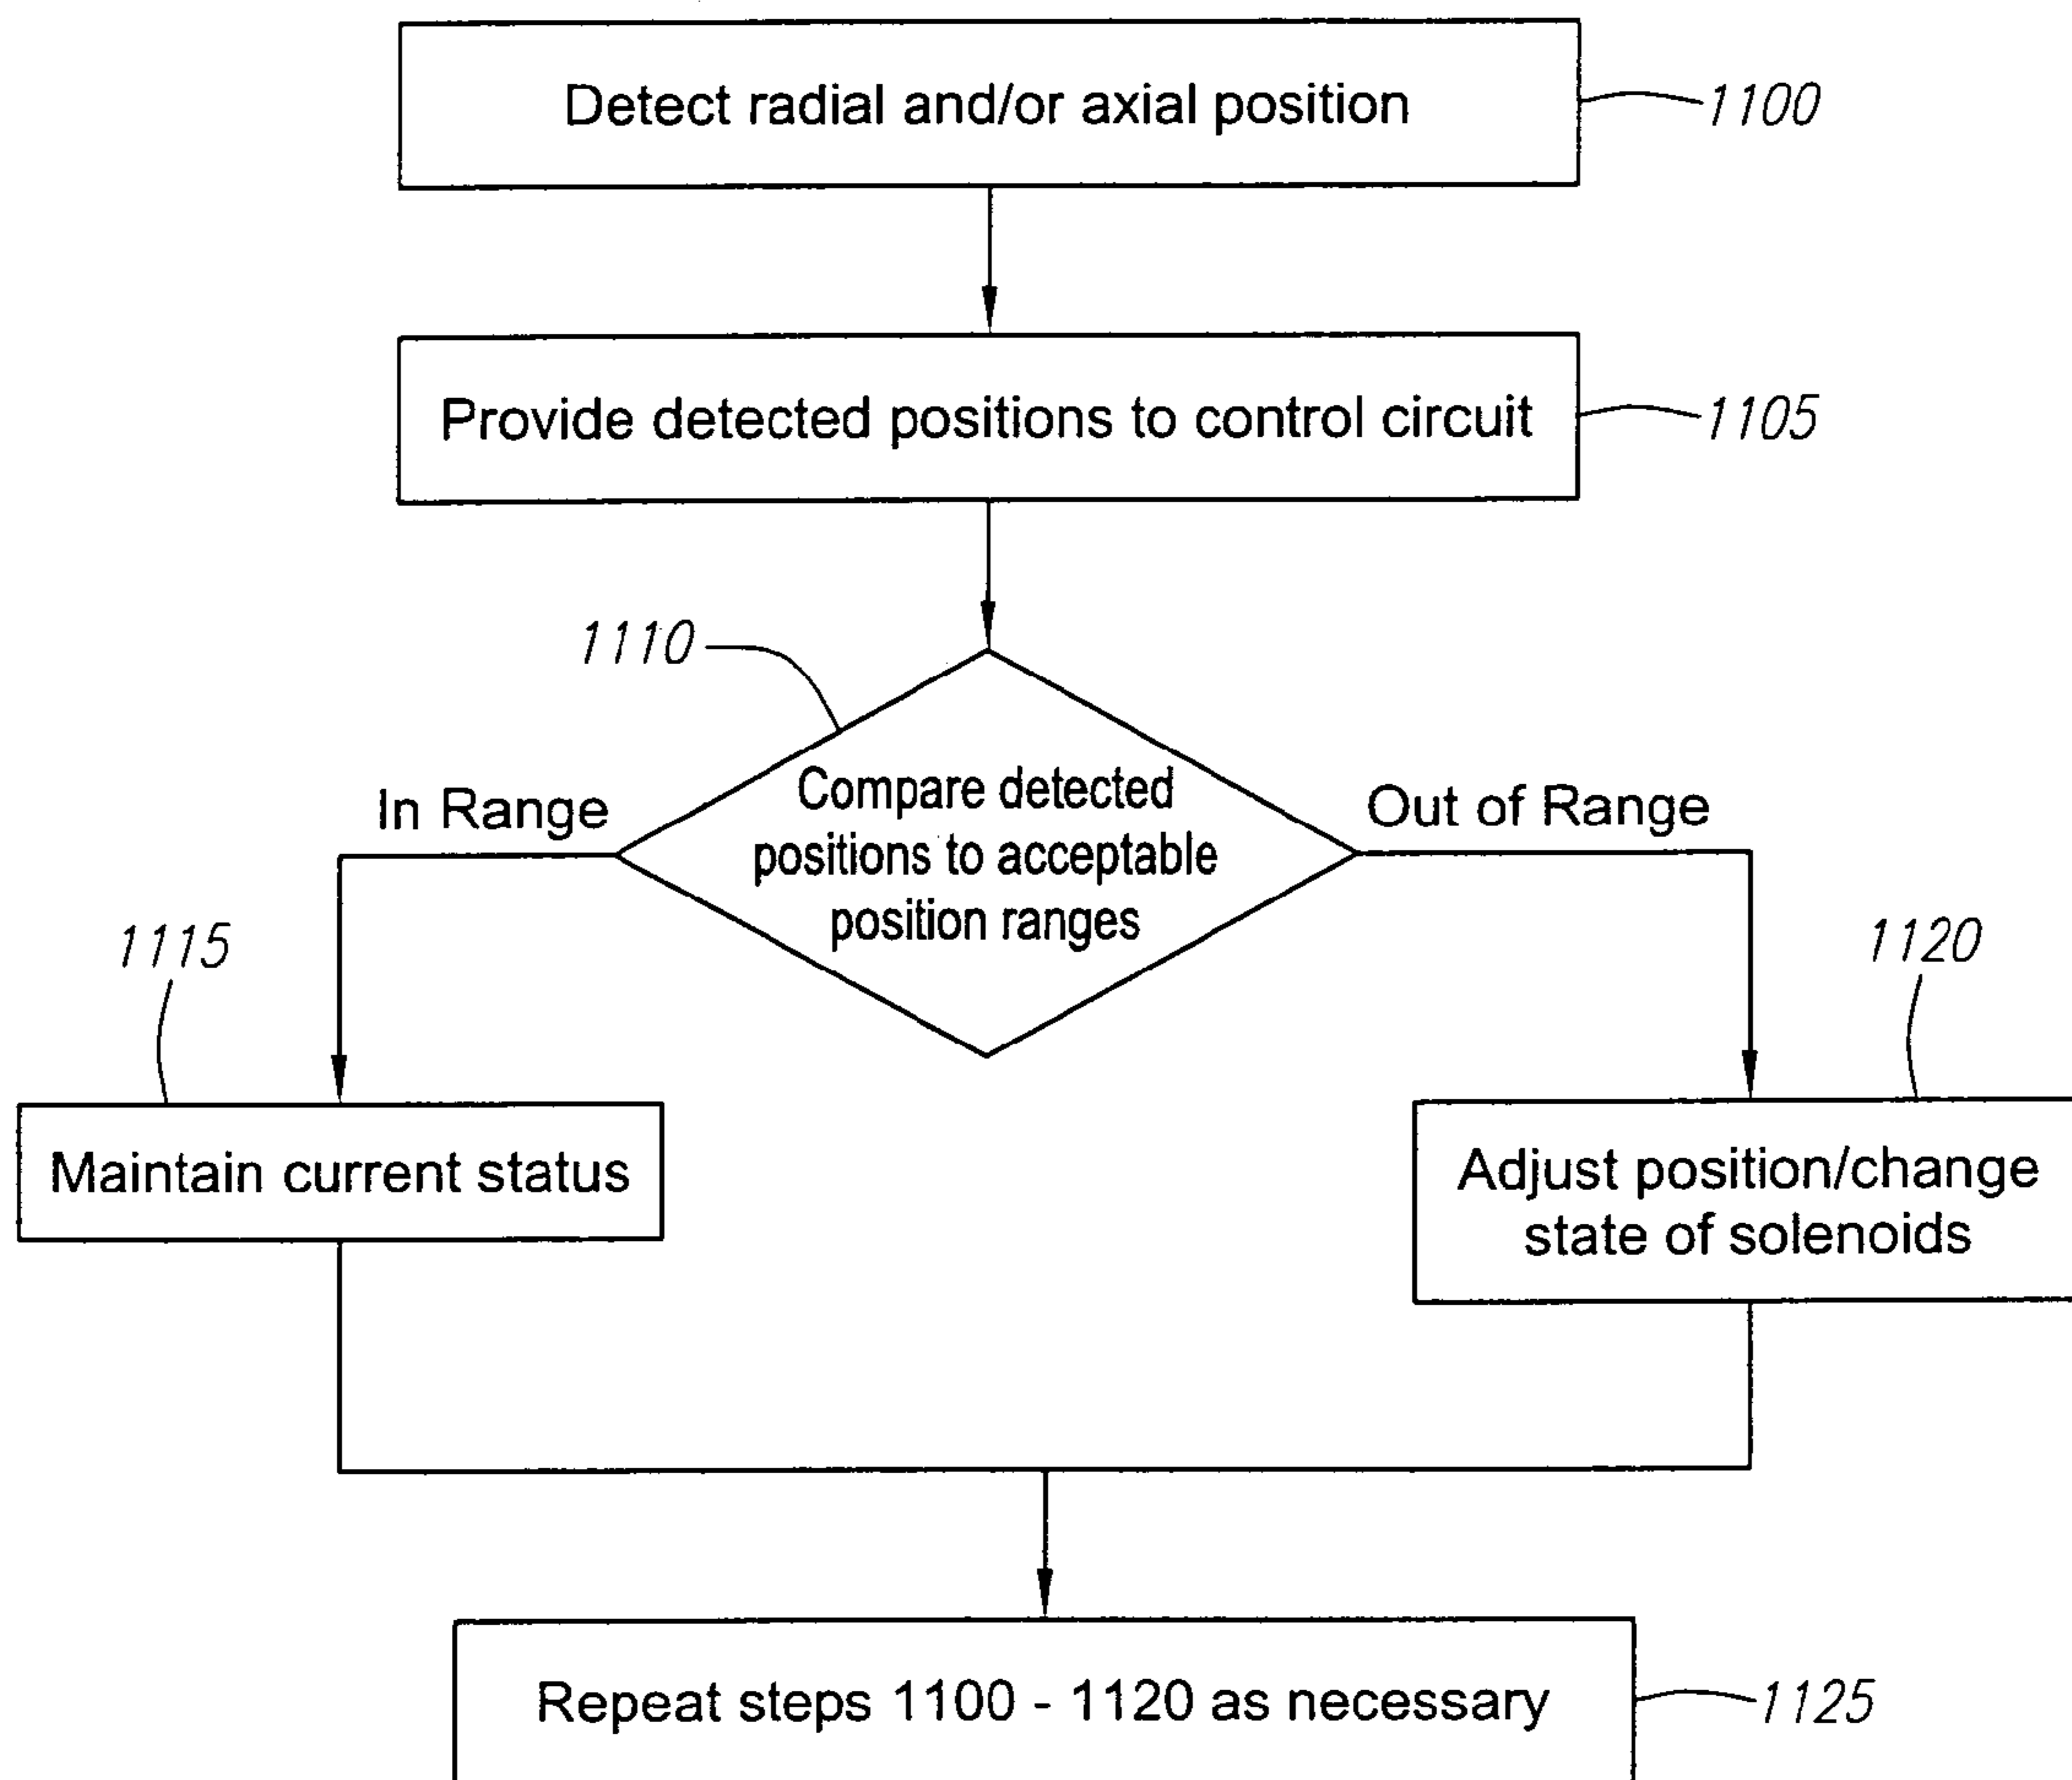 Detect radial and/or axial position
1100
Provide detected positions to control circuit
1105
1110
Compare detected
positions to acceptable
position ranges
In Range
Out of Range
1115
1120
Maintain current status
Adjust position/change
state of solenoids
Repeat steps 1100 - 1120 as necessary
1125